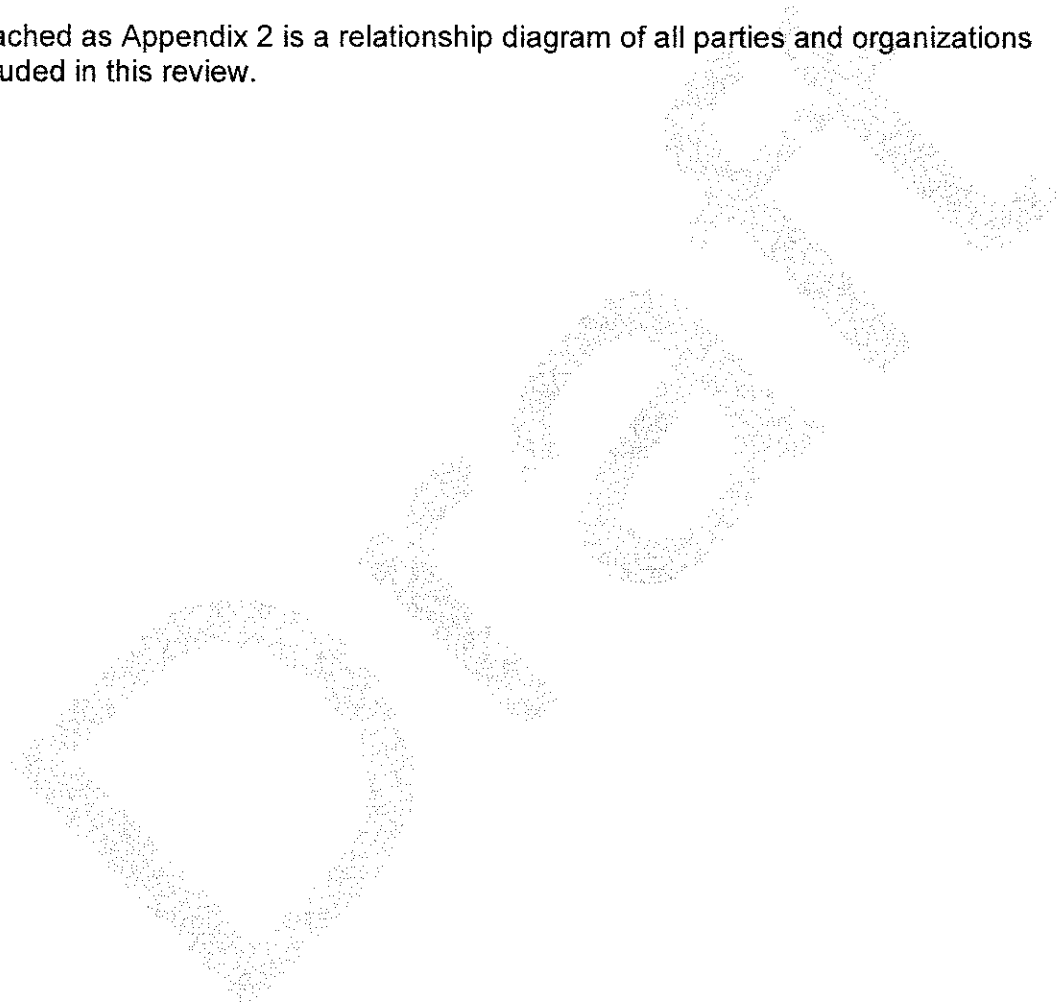 ached as Appendix 2 is a relationship diagram of all parties and organizations
uded in this review.
Draft